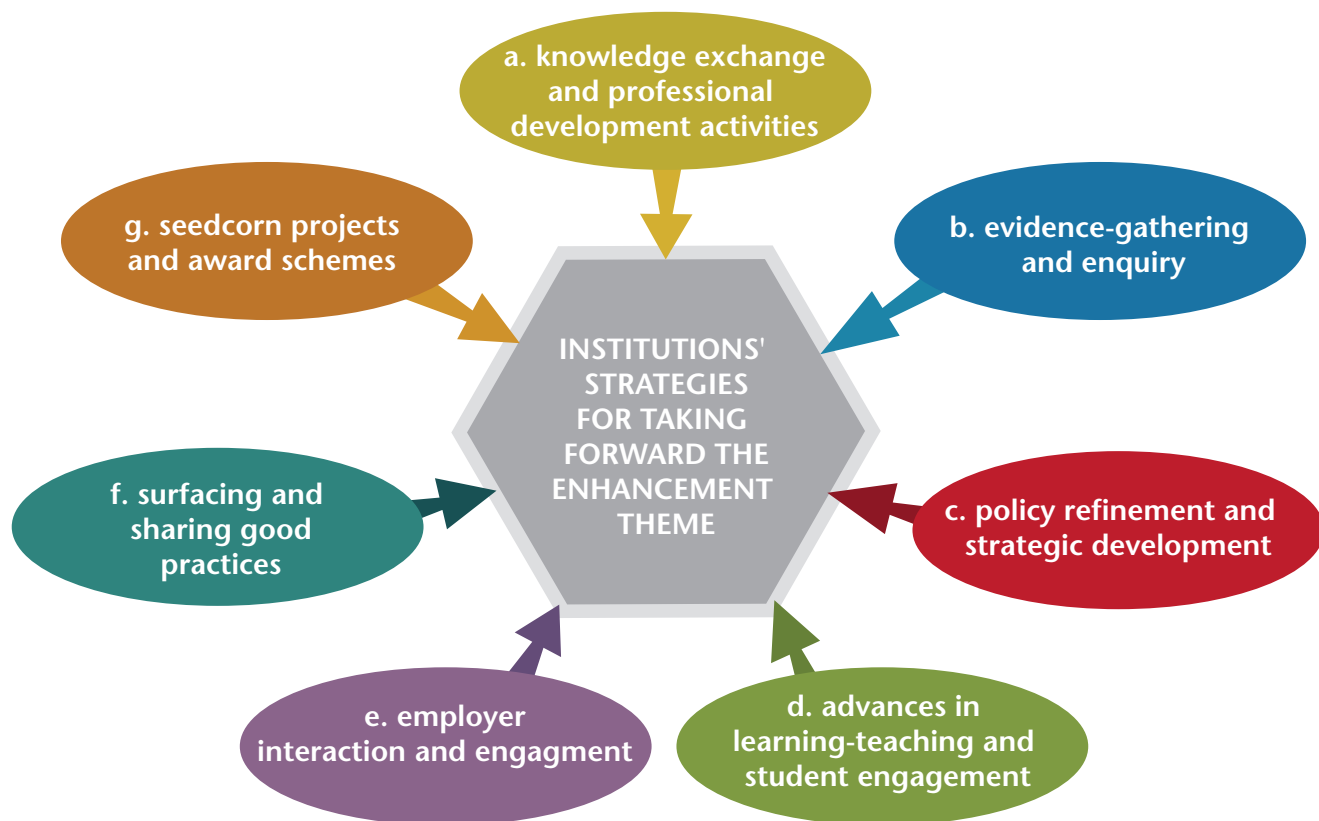 a. knowledge exchange
and professional
development activities
g. seedcorn projects
and award schemes
b. evidence-gathering
and enquiry
INSTITUTIONS'
STRATEGIES
FOR TAKING
FORWARD THE
ENHANCEMENT
THEME
f. surfacing and
sharing good
practices
c. policy refinement and
strategic development
e. employer
interaction and engagment
d. advances in
learning-teaching and
student engagement